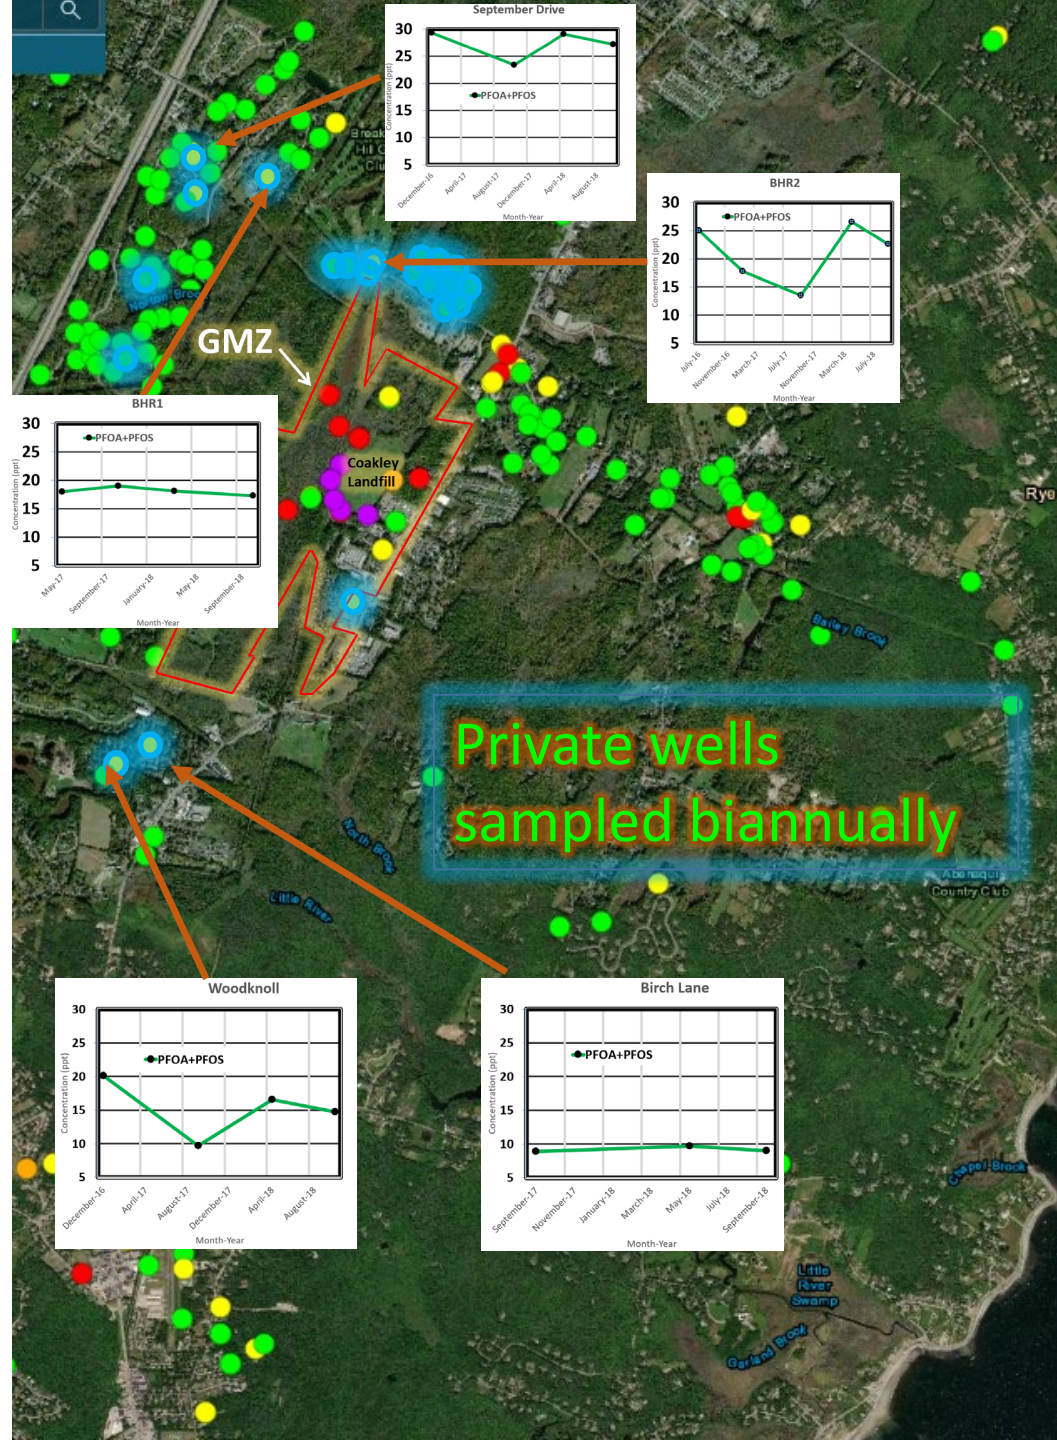 September Drive
Concentration (ppt)
30
25
20
15
10
5
PFOA+PFOS
December-16
April-17
August-17
December-17
April-18
August-18
Month-Year
BHR2
Concentration (ppt)
30
25
20
15
10
5
PFOA+PFOS
July-16
November-16
March-17
July-17
November-17
March-18
July-18
Month-Year
Norton Brook
GMZ
BHR1
Concentration (ppt)
30
25
20
15
10
5
PFOA+PFOS
May-17
September-17
January-18
May-18
September-18
Month-Year
Coakley
Landfill
Rye
Bailey Brook
Private wells
sampled biannually
North Brook
Little River
Abenaqui
Country Club
Woodknoll
Concentration (ppt)
30
25
20
15
10
5
PFOA+PFOS
December-16
April-17
August-17
December-17
April-18
August-18
Month-Year
Birch Lane
Concentration (ppt)
30
25
20
15
10
5
PFOA+PFOS
September-17
November-17
January-18
March-18
May-18
July-18
September-18
Month-Year
Chapel Brook
Little
River
Swamp
Garland Brook